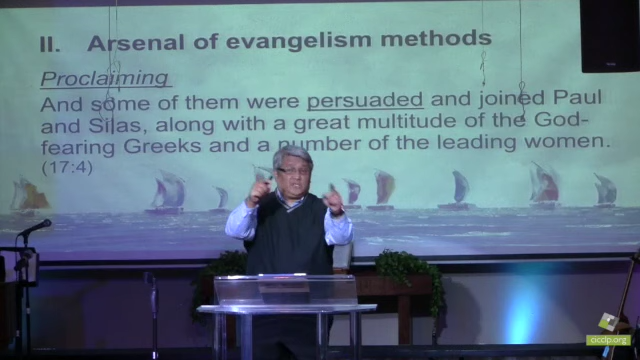 II. Arsenal of evangelism methods
Proclaiming
And some of them were persuaded and joined Paul
and Silas, along with a great multitude of the God-
fearing Greeks and a number of the leading women.
(17:4)
ciccfp.org